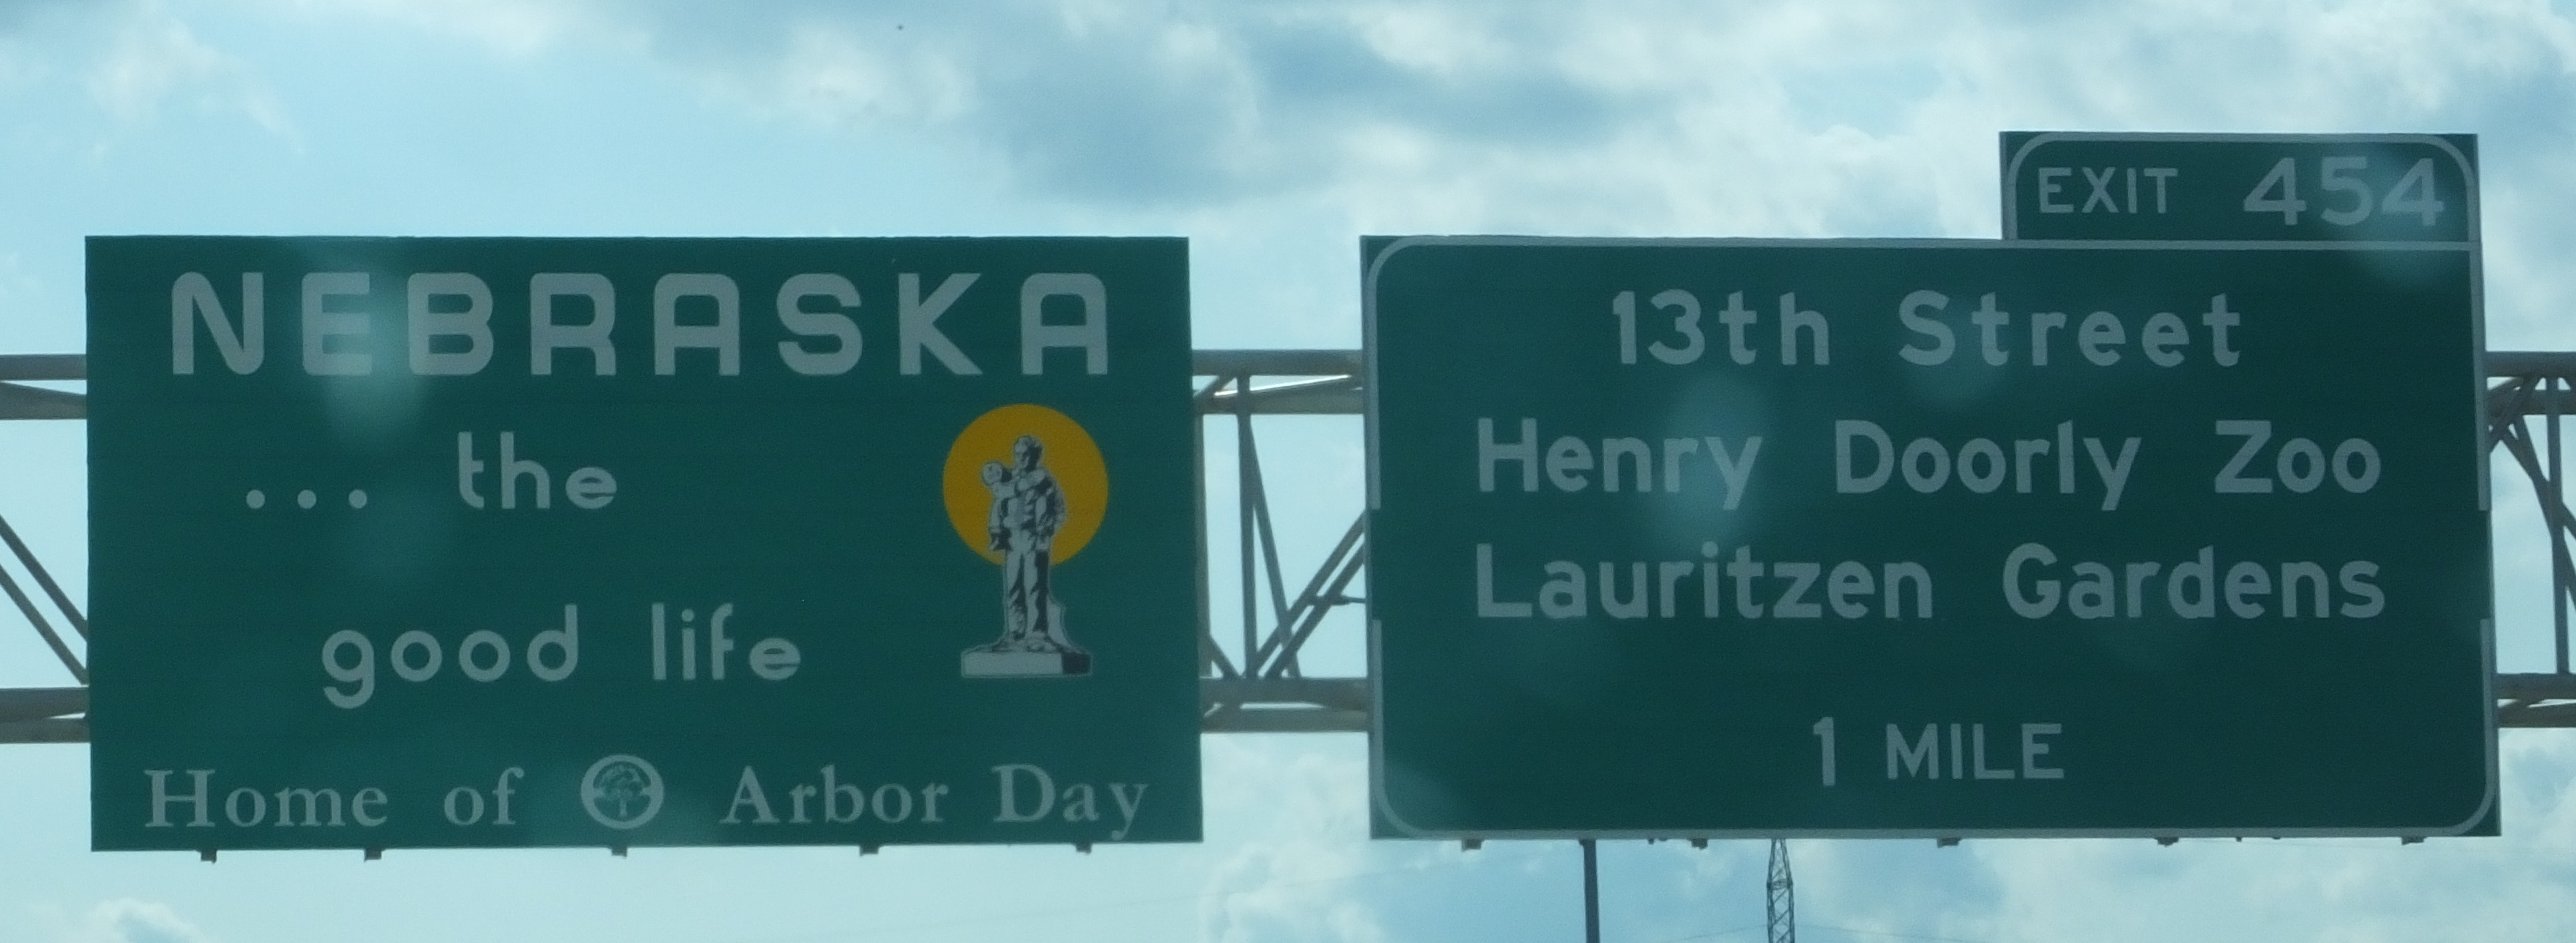 NEBRASKA
... the
good life
Home of Arbor Day
EXIT 454
13th Street
Henry Doorly Zoo
Lauritzen Gardens
1 MILE